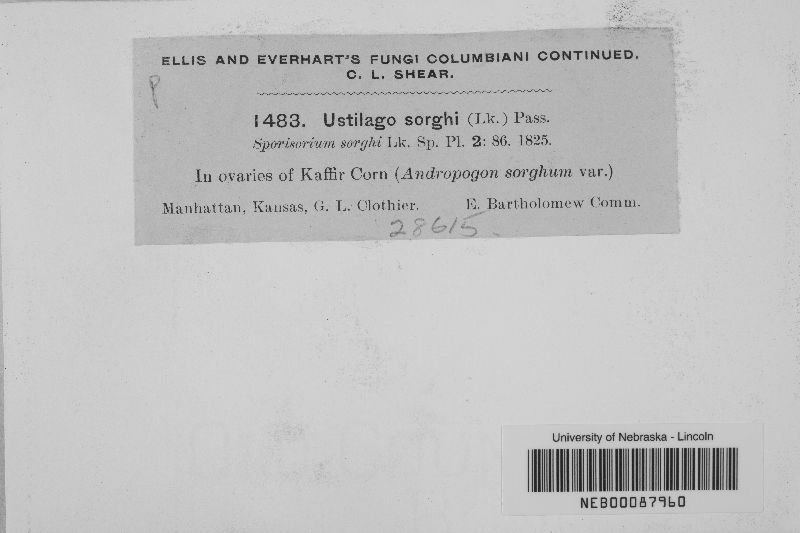 ELLIS AND EVERHART'S FUNGI COLUMBIANI CONTINUED.
C. L. SHEAR.
P
1483. Ustilago sorghi (Lk.) Pass.
Sporisorium sorghi Lk. Sp. Pl. 2: 86. 1825.
In ovaries of Kaffir Corn (Andropogon sorghum var.)
Manhattan, Kansas, G. L. Clothier. E. Bartholomew Comm.
28615.
University of Nebraska - Lincoln
NEB00087960